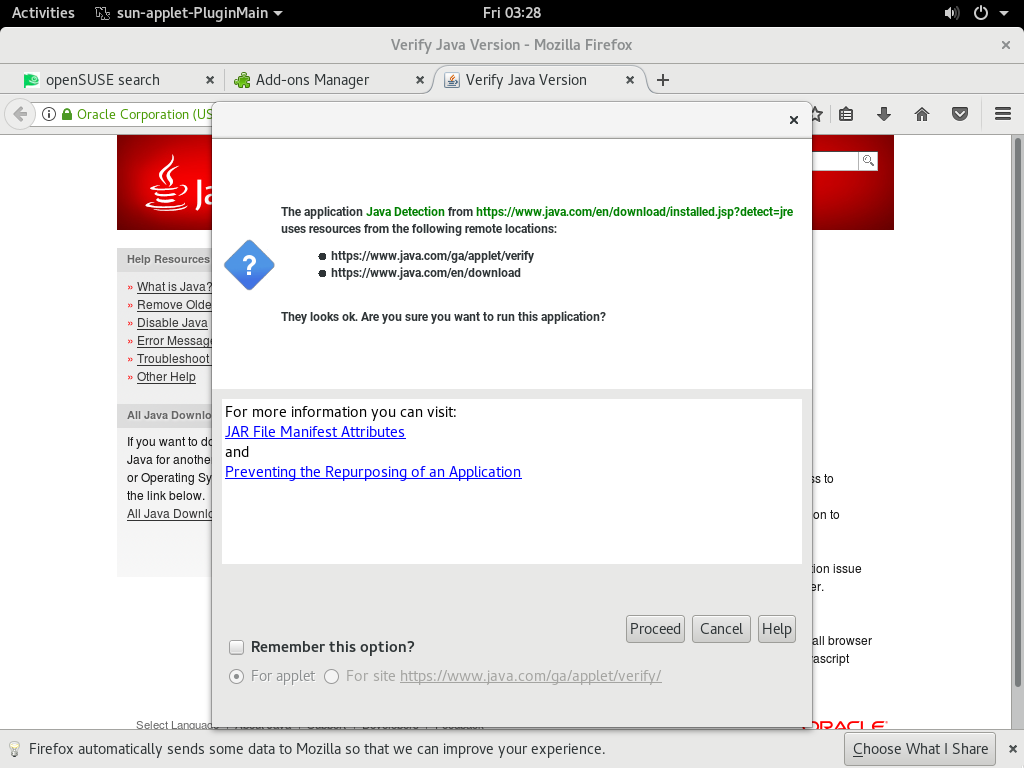 Activities sun-applet-PluginMain Fri 03:28
Verify Java Version - Mozilla Firefox
openSUSE search Add-ons Manager Verify Java Version
Oracle Corporation (US
The application Java Detection from https://www.java.com/en/download/installed.jsp?detect=jre
uses resources from the following remote locations:
https://www.java.com/ga/applet/verify
https://www.java.com/en/download
They looks ok. Are you sure you want to run this application?
For more information you can visit:
JAR File Manifest Attributes
and
Preventing the Repurposing of an Application
Proceed Cancel Help
Remember this option?
For applet For site https://www.java.com/ga/applet/verify/
Help Resources
» What is Java?
» Remove Olde
» Disable Java
» Error Message
» Troubleshoot
» Other Help
All Java Downlo
If you want to do
Java for anothe
or Operating Sy
the link below.
All Java Downlo
ss to
on to
tion issue
er.
all browser
ascript
Select Language
ORACLE
Firefox automatically sends some data to Mozilla so that we can improve your experience. Choose What I Share